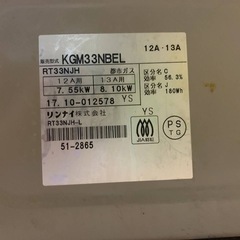 販売型式 KGM33NBEL 12A・13A
RT33NJH 都市ガス
12A用 13A用
7.55kW 8.10kW
区分名 C
効率 56.3%
区分名 J
効率 160Wh
17.10-012578 YS
リンナイ株式会社 YS
RT33NJH-L
JIA
51-2865
PS
TG